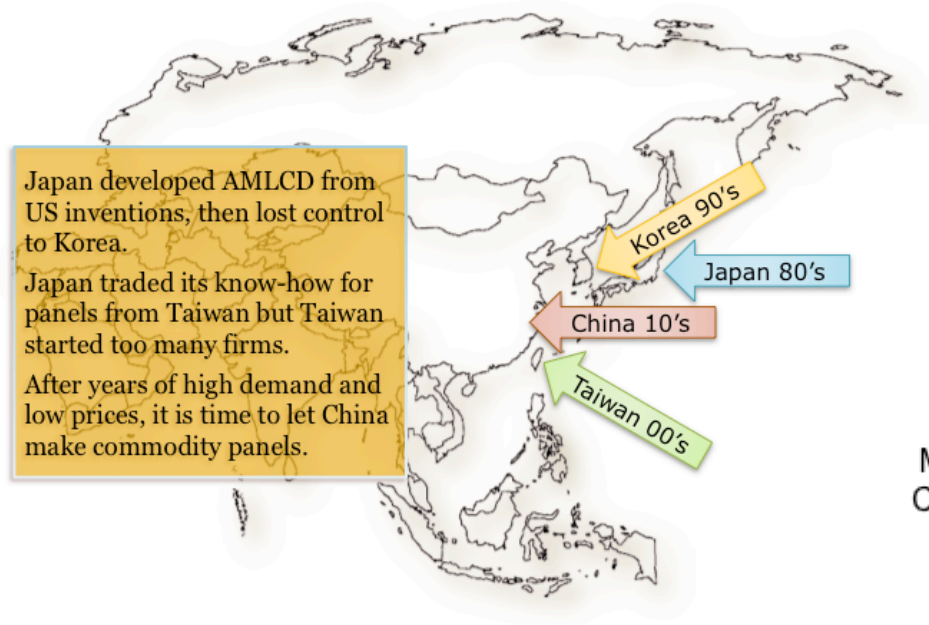 Japan developed AMLCD from
US inventions, then lost control
to Korea.
Japan traded its know-how for
panels from Taiwan but Taiwan
started too many firms.
After years of high demand and
low prices, it is time to let China
make commodity panels.
Korea 90's
Japan 80's
China 10's
Taiwan 00's